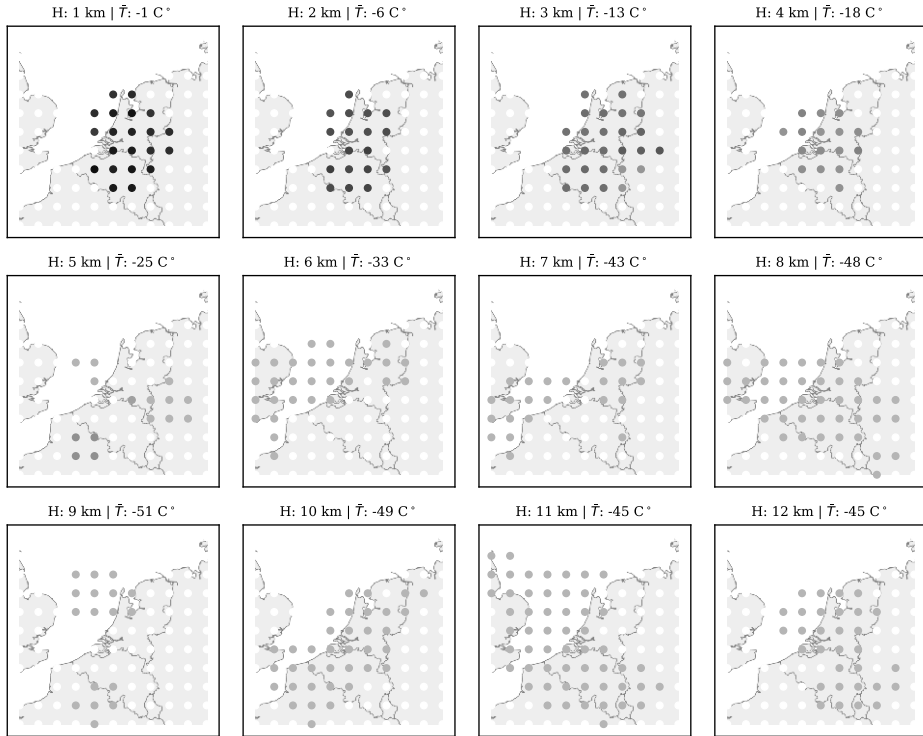 H: 1 km | T̄: -1 C°
H: 2 km | T̄: -6 C°
H: 3 km | T̄: -13 C°
H: 4 km | T̄: -18 C°
H: 5 km | T̄: -25 C°
H: 6 km | T̄: -33 C°
H: 7 km | T̄: -43 C°
H: 8 km | T̄: -48 C°
H: 9 km | T̄: -51 C°
H: 10 km | T̄: -49 C°
H: 11 km | T̄: -45 C°
H: 12 km | T̄: -45 C°